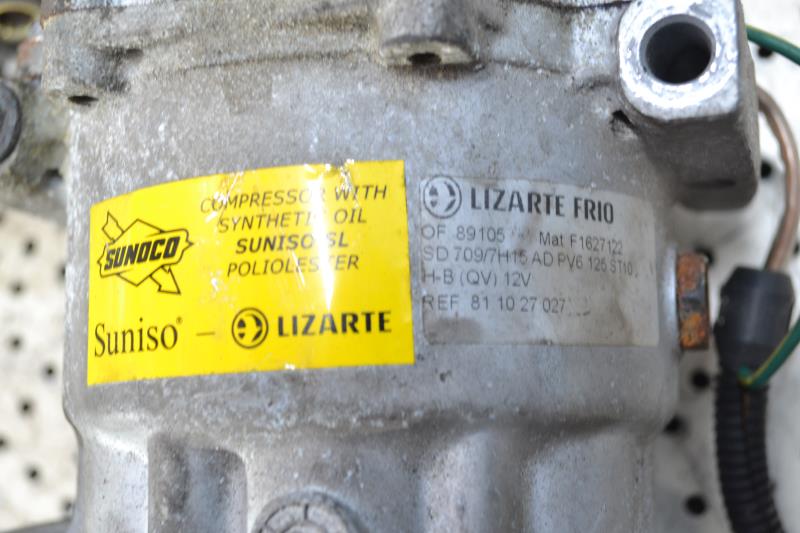 SUNOCO
COMPRESSOR WITH
SYNTHETIC OIL
SUNISO SL
POLIOLESTER
Suniso® – LIZARTE
LIZARTE FRIO
OF 89105 Mat F1627122
SD 709/7H15 AD PV6 125 ST10
H-B (QV) 12V
REF 81 10 27 027